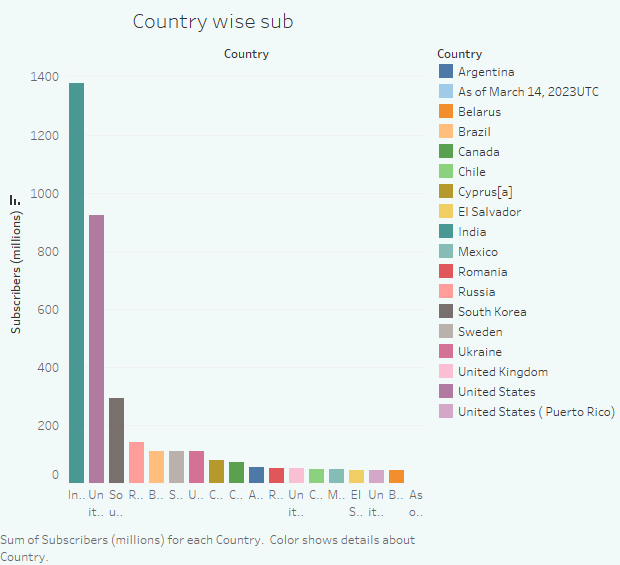 Country wise sub
Country
Country
Argentina
As of March 14, 2023UTC
Belarus
Brazil
Canada
Chile
Cyprus[a]
El Salvador
India
Mexico
Romania
Russia
South Korea
Sweden
Ukraine
United Kingdom
United States
United States ( Puerto Rico)
Subscribers (millions)
1400
1200
1000
800
600
400
200
0
In.. Un it.. So u.. R.. B.. S.. U.. C.. C.. A.. R.. Un it.. C.. M.. El S.. Un it.. B.. As o..
Sum of Subscribers (millions) for each Country. Color shows details about
Country.